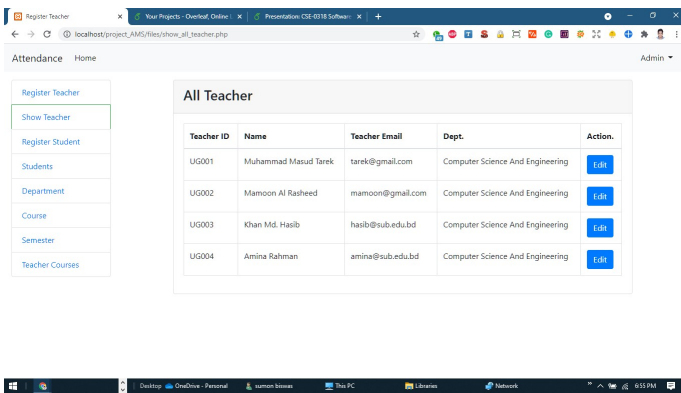 Register Teacher
Your Projects - Overleaf, Online L
Presentation: CSE-0318 Software
localhost/project_AMS/files/show_all_teacher.php
Attendance Home Admin
Register Teacher
Show Teacher
Register Student
Students
Department
Course
Semester
Teacher Courses
All Teacher
Teacher ID Name Teacher Email Dept. Action.
UG001 Muhammad Masud Tarek tarek@gmail.com Computer Science And Engineering Edit
UG002 Mamoon Al Rasheed mamoon@gmail.com Computer Science And Engineering Edit
UG003 Khan Md. Hasib hasib@sub.edu.bd Computer Science And Engineering Edit
UG004 Amina Rahman amina@sub.edu.bd Computer Science And Engineering Edit
Desktop OneDrive - Personal sumon biswas This PC Libraries Network 6:55 PM